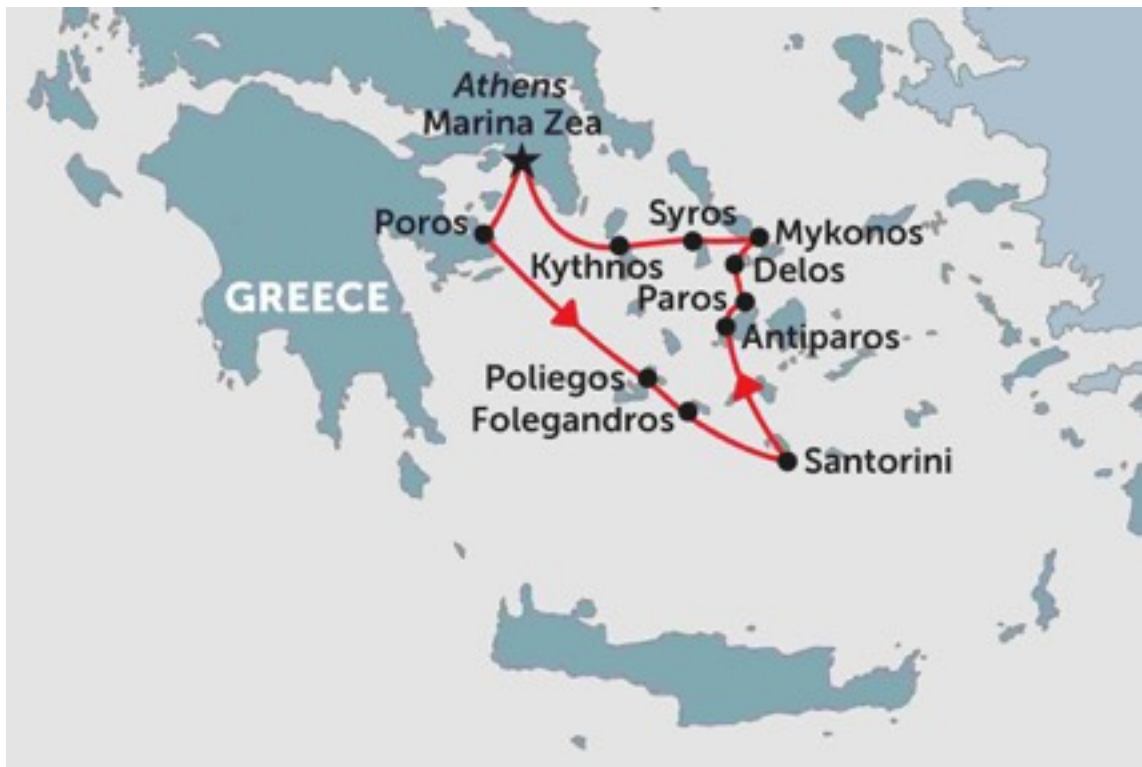 Athens
Marina Zea
Poros
Syros
Mykonos
Kythnos
Delos
GREECE
Paros
Antiparos
Poliegos
Folegandros
Santorini